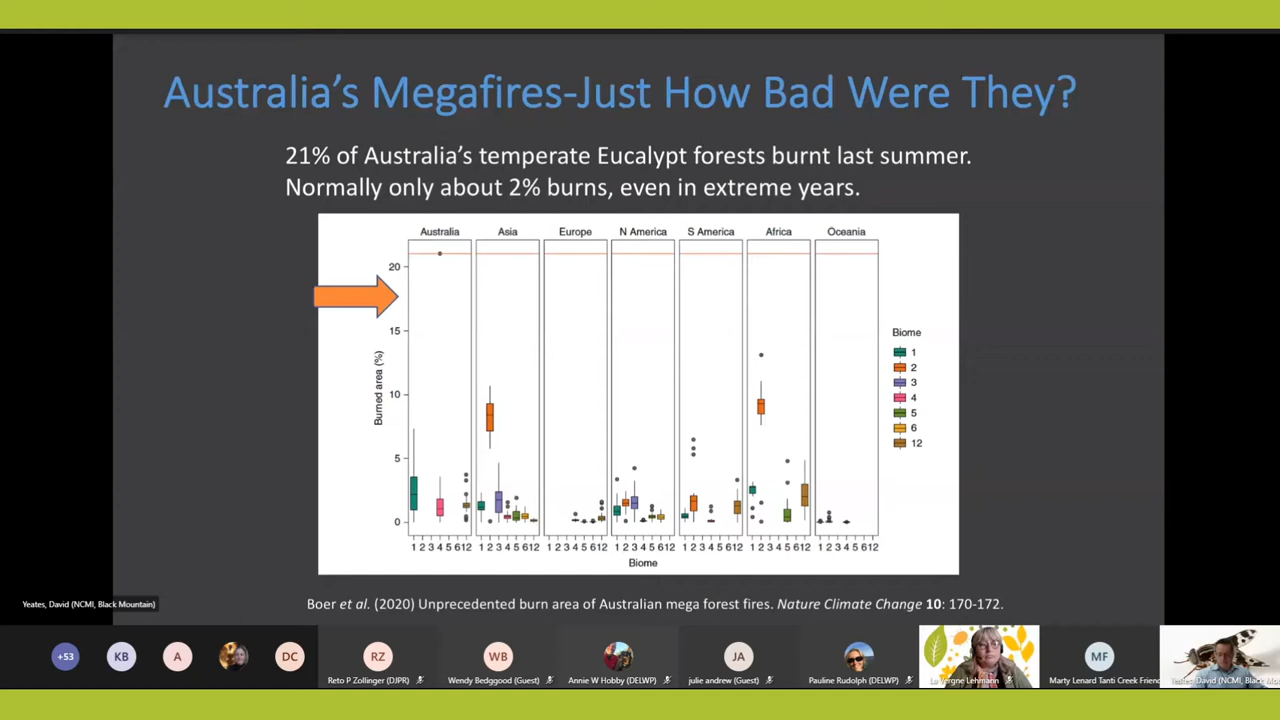 Australia's Megafires-Just How Bad Were They?
21% of Australia's temperate Eucalypt forests burnt last summer.
Normally only about 2% burns, even in extreme years.
Australia Asia Europe N America S America Africa Oceania
20
15
10
5
0
Burned area (%)
1 2 3 4 5 6 12 1 2 3 4 5 6 12 1 2 3 4 5 6 12 1 2 3 4 5 6 12 1 2 3 4 5 6 12 1 2 3 4 5 6 12 1 2 3 4 5 6 12
Biome
Biome
1
2
3
4
5
6
12
Boer et al. (2020) Unprecedented burn area of Australian mega forest fires. Nature Climate Change 10: 170-172.
Yeates, David (NCMI, Black Mountain)
+53 KB A DC RZ WB JA MF
Reto P Zollinger (DJPR) Wendy Bedggood (Guest) Annie W Hobby (DELWP) julie andrew (Guest) Pauline Rudolph (DELWP) La Vergne Lehmann Marty Lenard Tanti Creek Friend Yeates, David (NCMI, Black Mo